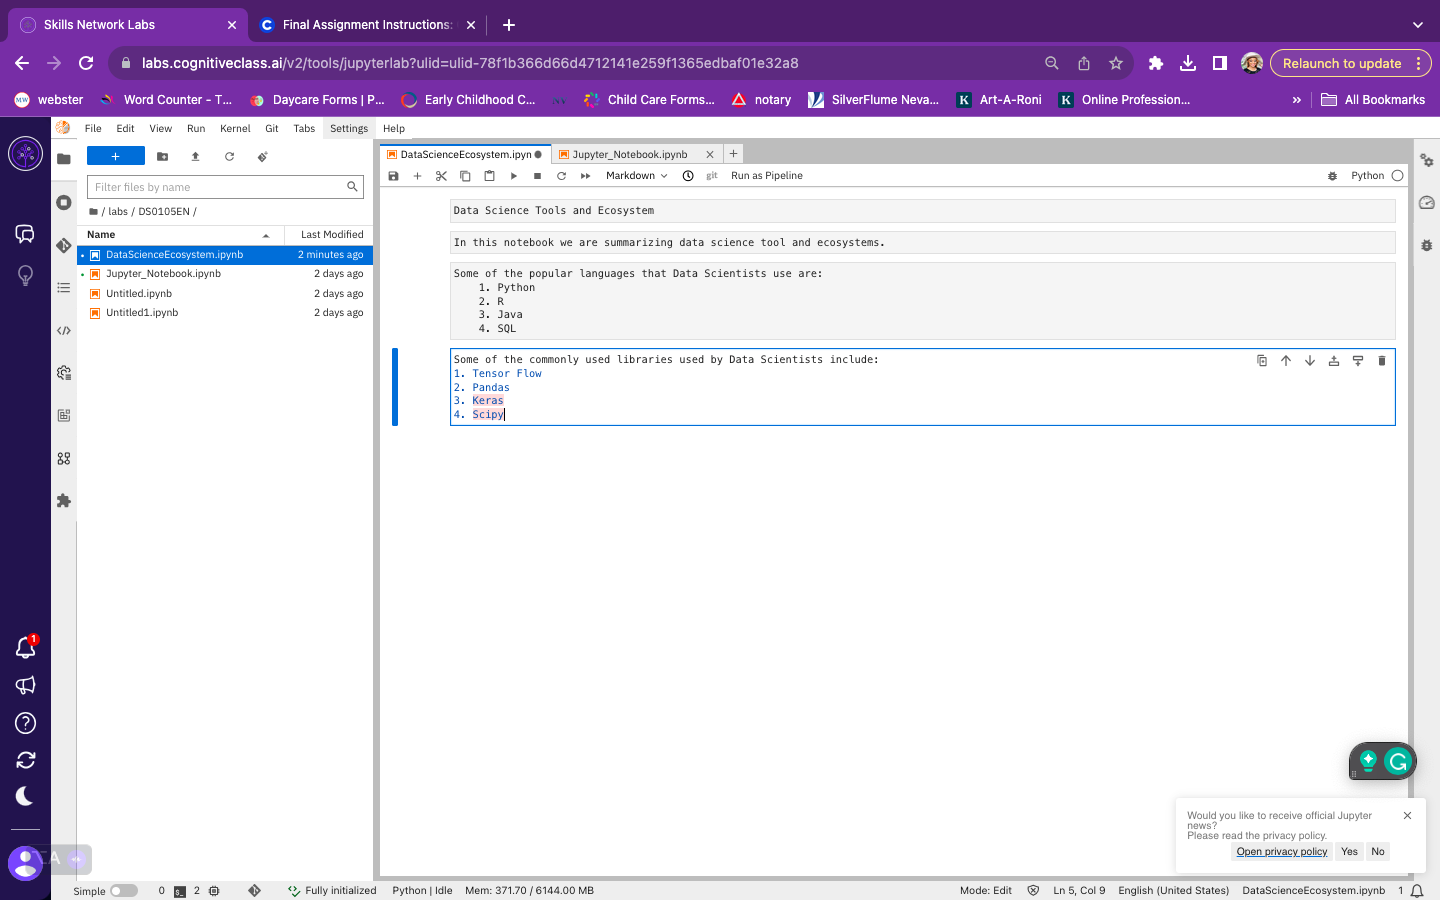 Skills Network Labs
Final Assignment Instructions:
labs.cognitiveclass.ai/v2/tools/jupyterlab?ulid=ulid-78f1b366d66d4712141e259f1365edbaf01e32a8
Relaunch to update
webster
Word Counter - T...
Daycare Forms | P...
Early Childhood C...
Child Care Forms...
notary
SilverFlume Neva...
Art-A-Roni
Online Profession...
»
All Bookmarks
File Edit View Run Kernel Git Tabs Settings Help
DataScienceEcosystem.ipyn
Jupyter_Notebook.ipynb
Markdown
git
Run as Pipeline
Python
Filter files by name
/ labs / DS0105EN /
Name Last Modified
DataScienceEcosystem.ipynb 2 minutes ago
Jupyter_Notebook.ipynb 2 days ago
Untitled.ipynb 2 days ago
Untitled1.ipynb 2 days ago
Data Science Tools and Ecosystem
In this notebook we are summarizing data science tool and ecosystems.
Some of the popular languages that Data Scientists use are:
1. Python
2. R
3. Java
4. SQL
Some of the commonly used libraries used by Data Scientists include:
1. Tensor Flow
2. Pandas
3. Keras
4. Scipy
1
Would you like to receive official Jupyter
news?
Please read the privacy policy.
Open privacy policy Yes No
Simple 0 2 Fully initialized Python | Idle Mem: 371.70 / 6144.00 MB Mode: Edit Ln 5, Col 9 English (United States) DataScienceEcosystem.ipynb 1